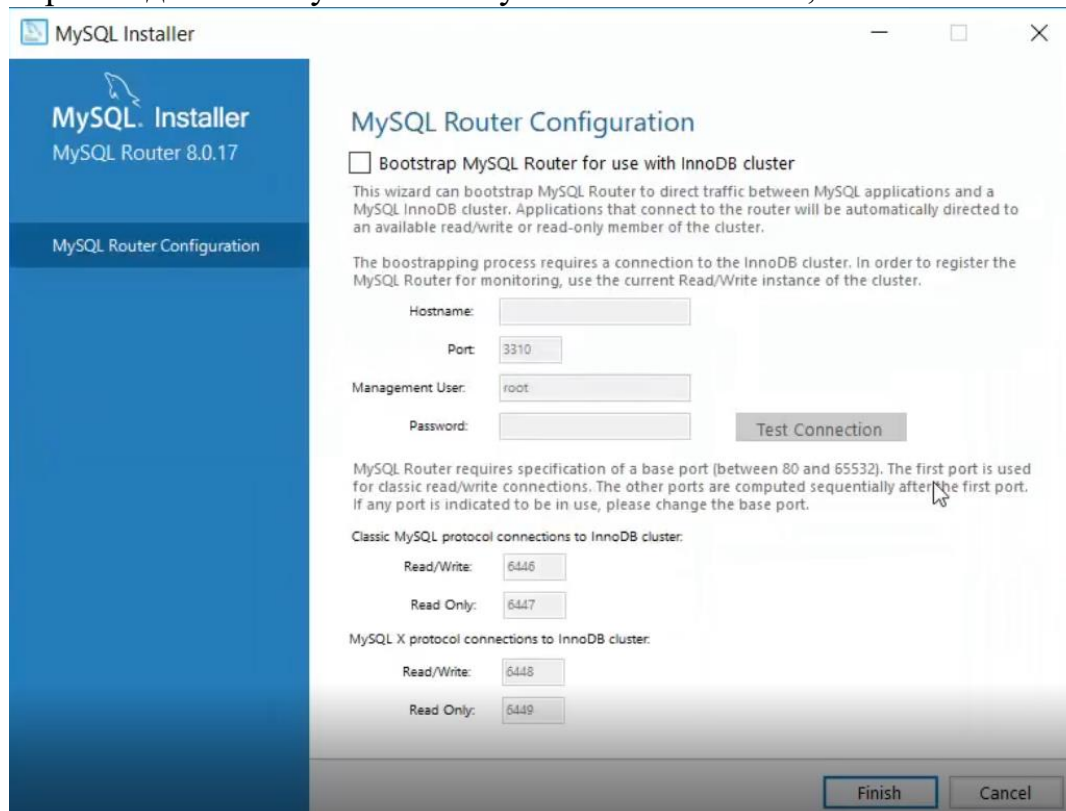 MySQL Installer
MySQL. Installer
MySQL Router 8.0.17
MySQL Router Configuration
MySQL Router Configuration
Bootstrap MySQL Router for use with InnoDB cluster
This wizard can bootstrap MySQL Router to direct traffic between MySQL applications and a
MySQL InnoDB cluster. Applications that connect to the router will be automatically directed to
an available read/write or read-only member of the cluster.
The boostrapping process requires a connection to the InnoDB cluster. In order to register the
MySQL Router for monitoring, use the current Read/Write instance of the cluster.
Hostname:
Port: 3310
Management User: root
Password:
Test Connection
MySQL Router requires specification of a base port (between 80 and 65532). The first port is used
for classic read/write connections. The other ports are computed sequentially after the first port.
If any port is indicated to be in use, please change the base port.
Classic MySQL protocol connections to InnoDB cluster:
Read/Write: 6446
Read Only: 6447
MySQL X protocol connections to InnoDB cluster:
Read/Write: 6448
Read Only: 6449
Finish Cancel